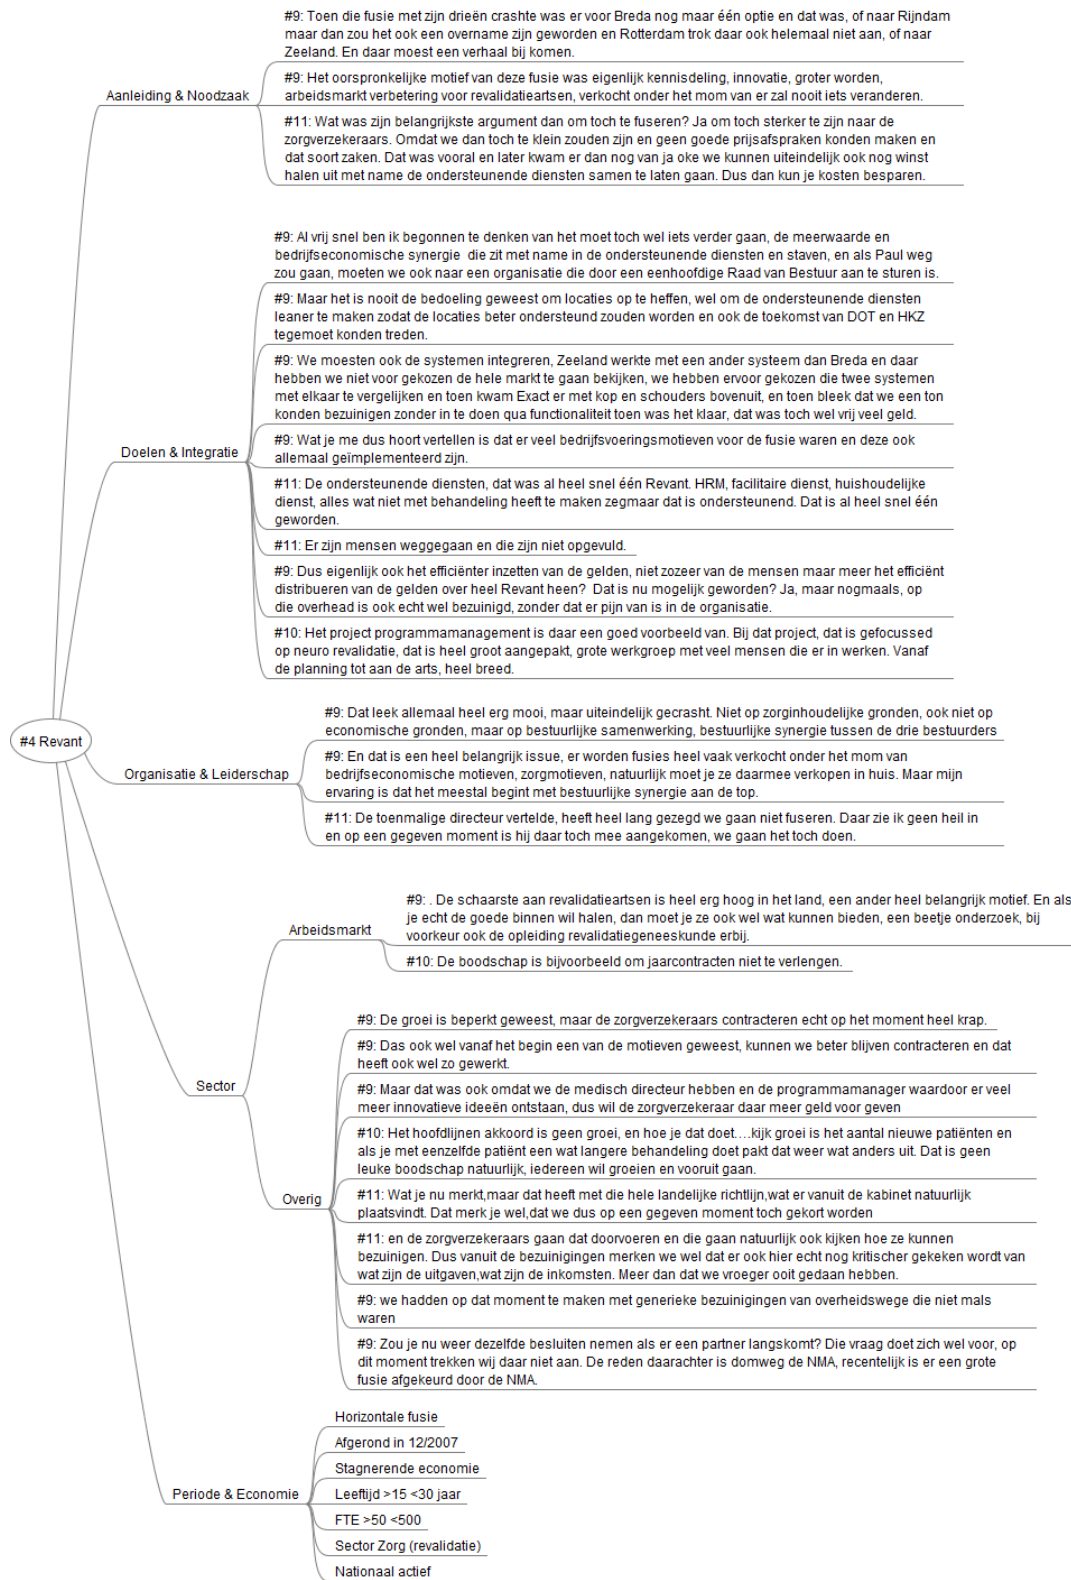 #9: Toen die fusie met zijn drieën crashte was er voor Breda nog maar één optie en dat was, of naar Rijndam
maar dan zou het ook een overname zijn geworden en Rotterdam trok daar ook helemaal niet aan, of naar
Zeeland. En daar moest een verhaal bij komen.
#9: Het oorspronkelijke motief van deze fusie was eigenlijk kennisdeling, innovatie, groter worden,
arbeidsmarkt verbetering voor revalidatieartsen, verkocht onder het mom van er zal nooit iets veranderen.
Aanleiding & Noodzaak
#11: Wat was zijn belangrijkste argument dan om toch te fuseren? Ja om toch sterker te zijn naar de
zorgverzekeraars. Omdat we dan toch te klein zouden zijn en geen goede prijsafspraken konden maken en
dat soort zaken. Dat was vooral en later kwam er dan nog van ja oke we kunnen uiteindelijk ook nog winst
halen uit met name de ondersteunende diensten samen te laten gaan. Dus dan kun je kosten besparen.
#9: Al vrij snel ben ik begonnen te denken van het moet toch wel iets verder gaan, de meerwaarde en
bedrijfseconomische synergie  die zit met name in de ondersteunende diensten en staven, en als Paul weg
zou gaan, moeten we ook naar een organisatie die door een eenhoofdige Raad van Bestuur aan te sturen is.
#9: Maar het is nooit de bedoeling geweest om locaties op te heffen, wel om de ondersteunende diensten
leaner te maken zodat de locaties beter ondersteund zouden worden en ook de toekomst van DOT en HKZ
tegemoet konden treden.
#9: We moesten ook de systemen integreren, Zeeland werkte met een ander systeem dan Breda en daar
hebben we niet voor gekozen de hele markt te gaan bekijken, we hebben ervoor gekozen die twee systemen
met elkaar te vergelijken en toen kwam Exact er met kop en schouders bovenuit, en toen bleek dat we een ton
konden bezuinigen zonder in te doen qua functionaliteit toen was het klaar, dat was toch wel vrij veel geld.
#9: Wat je me dus hoort vertellen is dat er veel bedrijfsvoeringsmotieven voor de fusie waren en deze ook
allemaal geïmplementeerd zijn.
Doelen & Integratie
#11: De ondersteunende diensten, dat was al heel snel één Revant. HRM, facilitaire dienst, huishoudelijke
dienst, alles wat niet met behandeling heeft te maken zegmaar dat is ondersteunend. Dat is al heel snel één
geworden.
#11: Er zijn mensen weggegaan en die zijn niet opgevuld.
#9: Dus eigenlijk ook het efficiënter inzetten van de gelden, niet zozeer van de mensen maar meer het efficiënt
distribueren van de gelden over heel Revant heen?  Dat is nu mogelijk geworden? Ja, maar nogmaals, op
die overhead is ook echt wel bezuinigd, zonder dat er pijn van is in de organisatie.
#10: Het project programmamanagement is daar een goed voorbeeld van. Bij dat project, dat is gefocussed
op neuro revalidatie, dat is heel groot aangepakt, grote werkgroep met veel mensen die er in werken. Vanaf
de planning tot aan de arts, heel breed.
#4 Revant
#9: Dat leek allemaal heel erg mooi, maar uiteindelijk gecrasht. Niet op zorginhoudelijke gronden, ook niet op
economische gronden, maar op bestuurlijke samenwerking, bestuurlijke synergie tussen de drie bestuurders
#9: En dat is een heel belangrijk issue, er worden fusies heel vaak verkocht onder het mom van
bedrijfseconomische motieven, zorgmotieven, natuurlijk moet je ze daarmee verkopen in huis. Maar mijn
ervaring is dat het meestal begint met bestuurlijke synergie aan de top.
Organisatie & Leiderschap
#11: De toenmalige directeur vertelde, heeft heel lang gezegd we gaan niet fuseren. Daar zie ik geen heil in
en op een gegeven moment is hij daar toch mee aangekomen, we gaan het toch doen.
#9: . De schaarste aan revalidatieartsen is heel erg hoog in het land, een ander heel belangrijk motief. En als
je echt de goede binnen wil halen, dan moet je ze ook wel wat kunnen bieden, een beetje onderzoek, bij
voorkeur ook de opleiding revalidatiegeneeskunde erbij.
Arbeidsmarkt
#10: De boodschap is bijvoorbeeld om jaarcontracten niet te verlengen.
#9: De groei is beperkt geweest, maar de zorgverzekeraars contracteren echt op het moment heel krap.
#9: Das ook wel vanaf het begin een van de motieven geweest, kunnen we beter blijven contracteren en dat
heeft ook wel zo gewerkt.
Sector
#9: Maar dat was ook omdat we de medisch directeur hebben en de programmamanager waardoor er veel
meer innovatieve ideeën ontstaan, dus wil de zorgverzekeraar daar meer geld voor geven
#10: Het hoofdlijnen akkoord is geen groei, en hoe je dat doet….kijk groei is het aantal nieuwe patiënten en
als je met eenzelfde patiënt een wat langere behandeling doet pakt dat weer wat anders uit. Dat is geen
leuke boodschap natuurlijk, iedereen wil groeien en vooruit gaan.
Overig
#11: Wat je nu merkt,maar dat heeft met die hele landelijke richtlijn,wat er vanuit de kabinet natuurlijk
plaatsvindt. Dat merk je wel,dat we dus op een gegeven moment toch gekort worden
#11: en de zorgverzekeraars gaan dat doorvoeren en die gaan natuurlijk ook kijken hoe ze kunnen
bezuinigen. Dus vanuit de bezuinigingen merken we wel dat er ook hier echt nog kritischer gekeken wordt van
wat zijn de uitgaven,wat zijn de inkomsten. Meer dan dat we vroeger ooit gedaan hebben.
#9: we hadden op dat moment te maken met generieke bezuinigingen van overheidswege die niet mals
waren
#9: Zou je nu weer dezelfde besluiten nemen als er een partner langskomt? Die vraag doet zich wel voor, op
dit moment trekken wij daar niet aan. De reden daarachter is domweg de NMA, recentelijk is er een grote
fusie afgekeurd door de NMA.
Horizontale fusie
Afgerond in 12/2007
Stagnerende economie
Periode & Economie
Leeftijd >15 <30 jaar
FTE >50 <500
Sector Zorg (revalidatie)
Nationaal actief